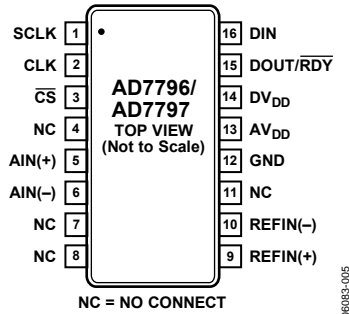 SCLK 1
CLK 2
C̅S̅ 3
NC 4
AIN(+) 5
AIN(–) 6
NC 7
NC 8
AD7796/
AD7797
TOP VIEW
(Not to Scale)
16 DIN
15 DOUT/R̅D̅Y̅
14 DVDD
13 AVDD
12 GND
11 NC
10 REFIN(–)
9 REFIN(+)
NC = NO CONNECT
06083-005